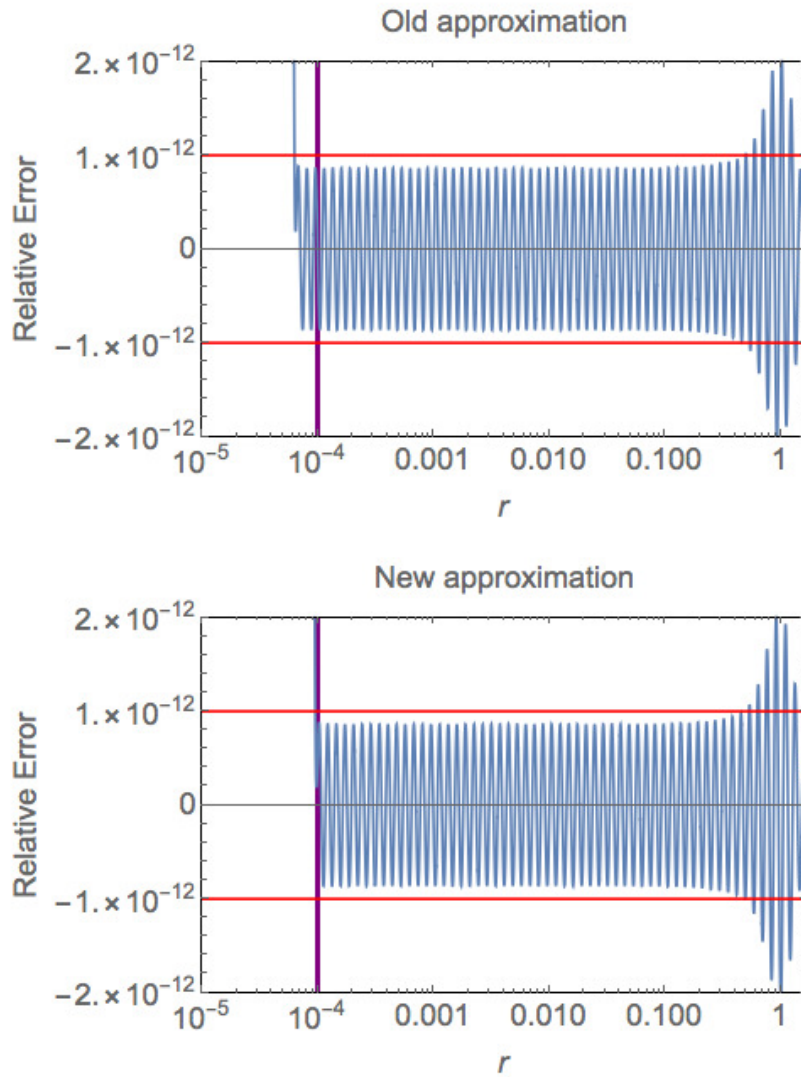 Old approximation
2.×10⁻¹²
1.×10⁻¹²
0
−1.×10⁻¹²
−2.×10⁻¹²
Relative Error
10⁻⁵ 10⁻⁴ 0.001 0.010 0.100 1
r
New approximation
2.×10⁻¹²
1.×10⁻¹²
0
−1.×10⁻¹²
−2.×10⁻¹²
Relative Error
10⁻⁵ 10⁻⁴ 0.001 0.010 0.100 1
r